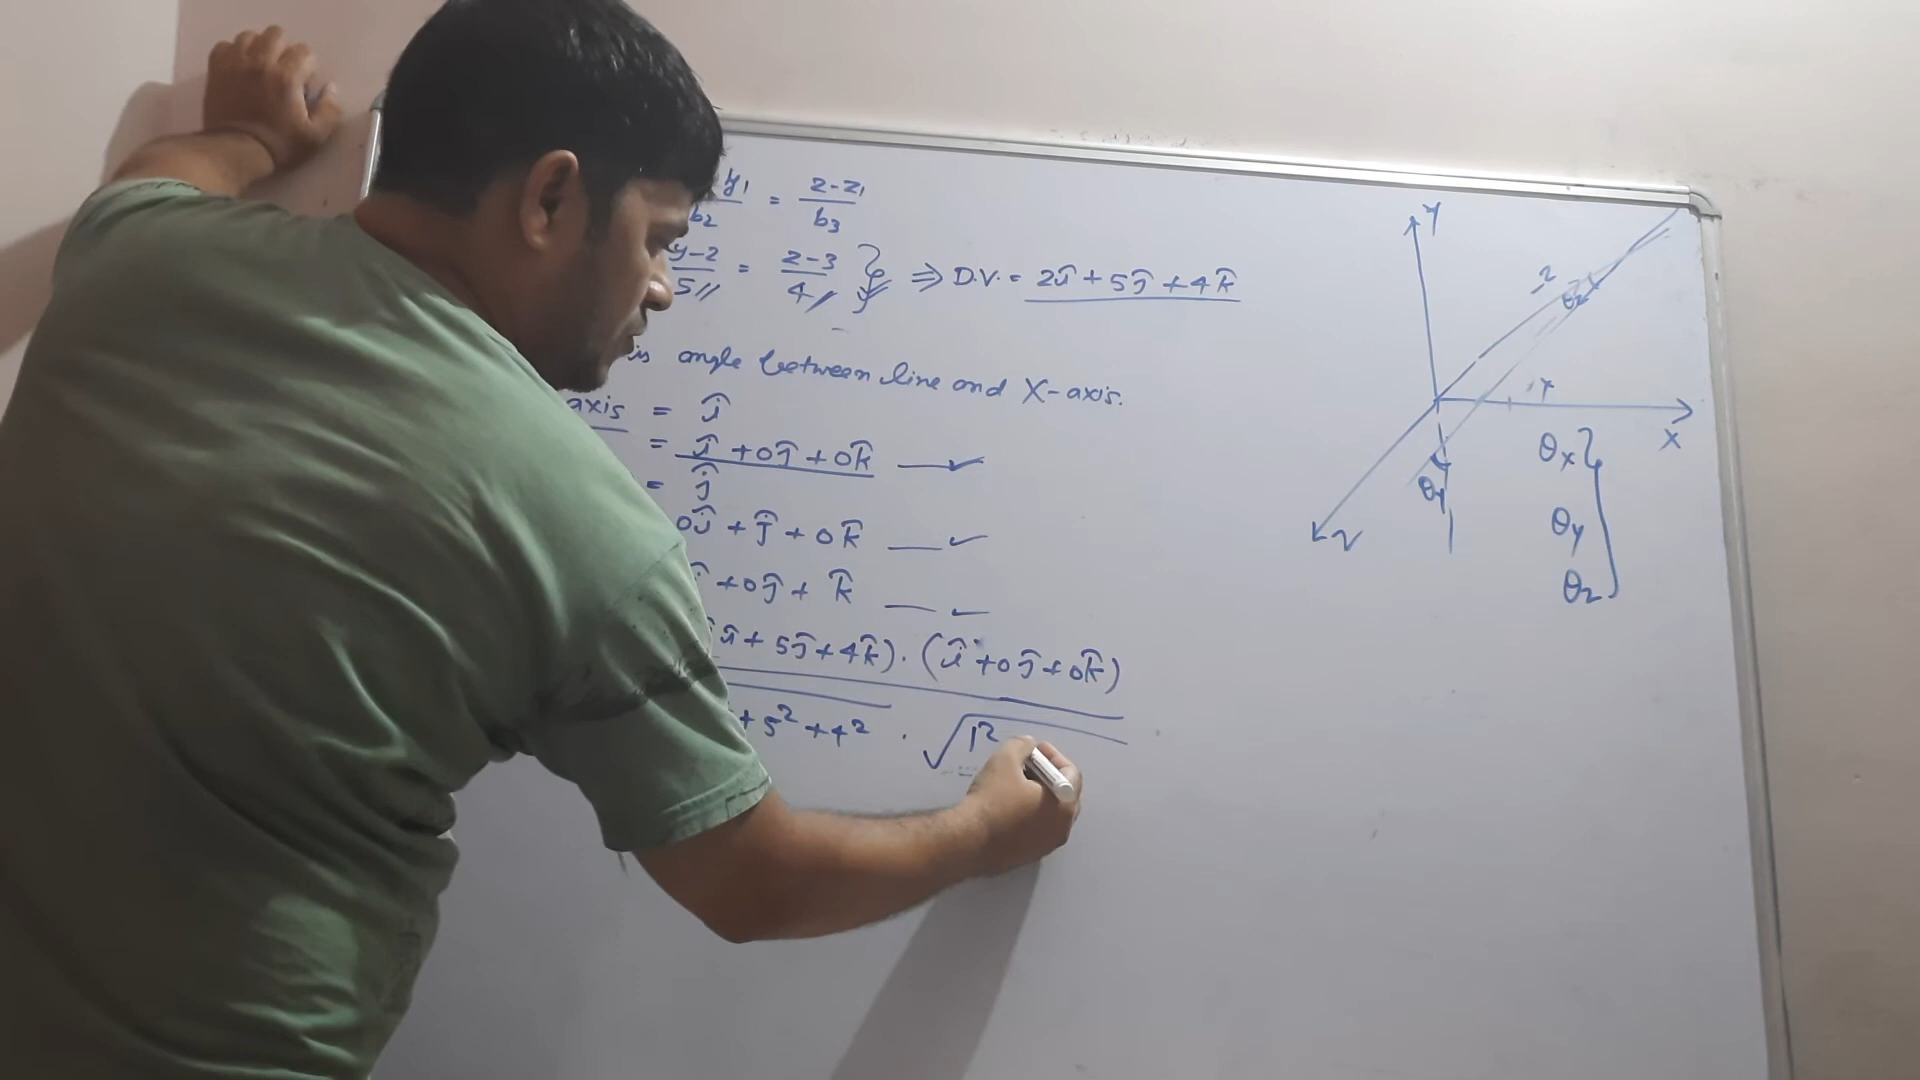 y₁/b₂ = z-z₁/b₃
y-2/5 = z-3/4 } ⇒ D.V. = 2î + 5ĵ + 4k̂
is angle between line and X-axis.
axis = î
= î + 0ĵ + 0k̂
= ĵ
0î + ĵ + 0k̂
î + 0ĵ + k̂
î + 5ĵ + 4k̂) . (î + 0ĵ + 0k̂)
+ 5² + 4² . √1²
Y
X
Z
θy
θz
θx
θy
θz